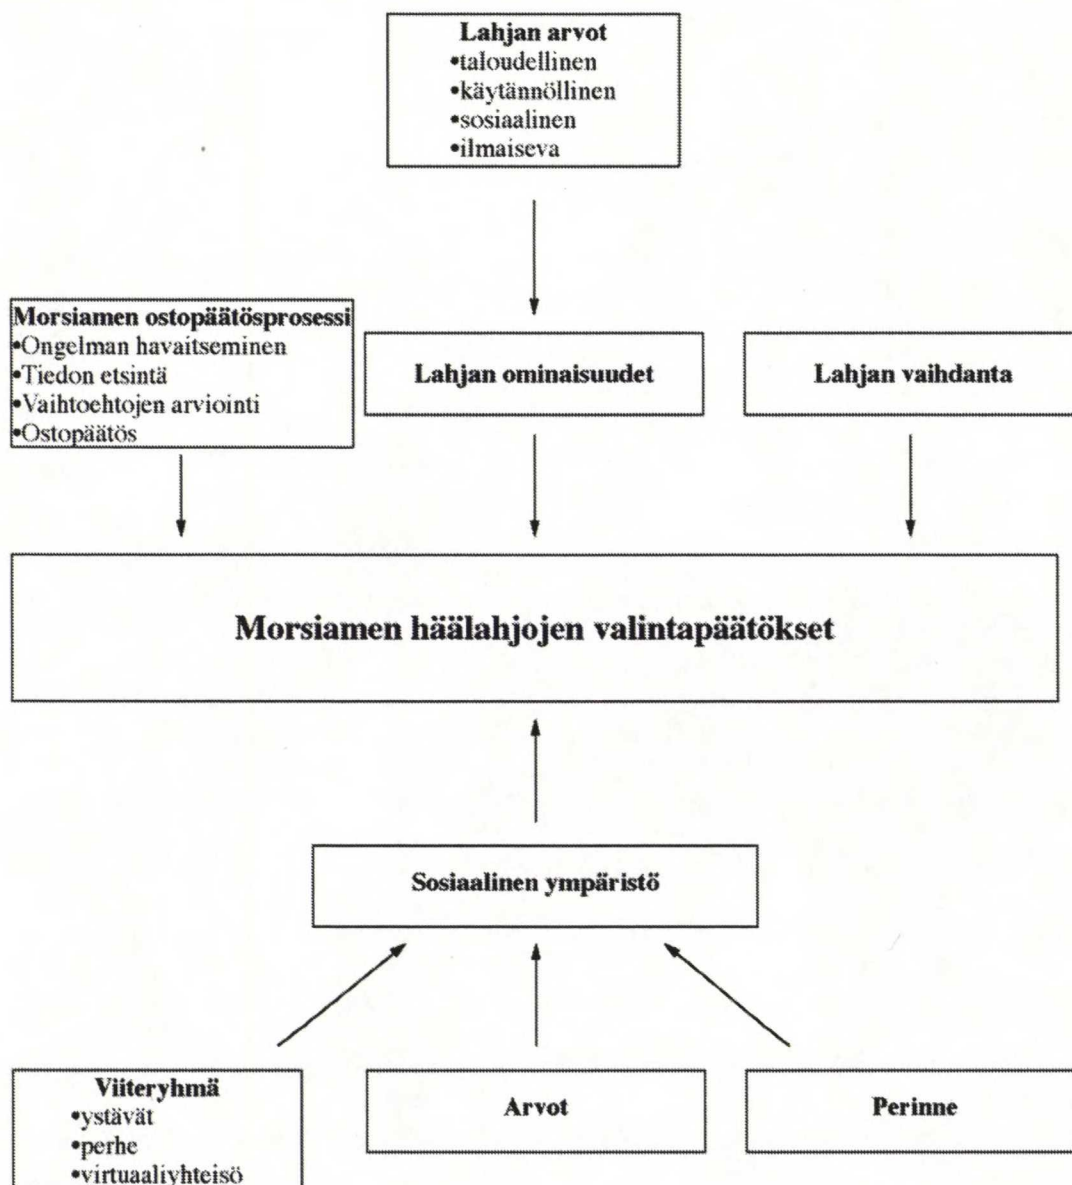 Lahjan arvot
•taloudellinen
•käytännöllinen
•sosiaalinen
•ilmaiseva
Morsiamen ostopäätösprosessi
•Ongelman havaitseminen
•Tiedon etsintä
•Vaihtoehtojen arviointi
•Ostopäätös
Lahjan ominaisuudet
Lahjan vaihdanta
Morsiamen häälahjojen valintapäätökset
Sosiaalinen ympäristö
Viiteryhmä
•ystävät
•perhe
•virtuaaliyhteisö
Arvot
Perinne